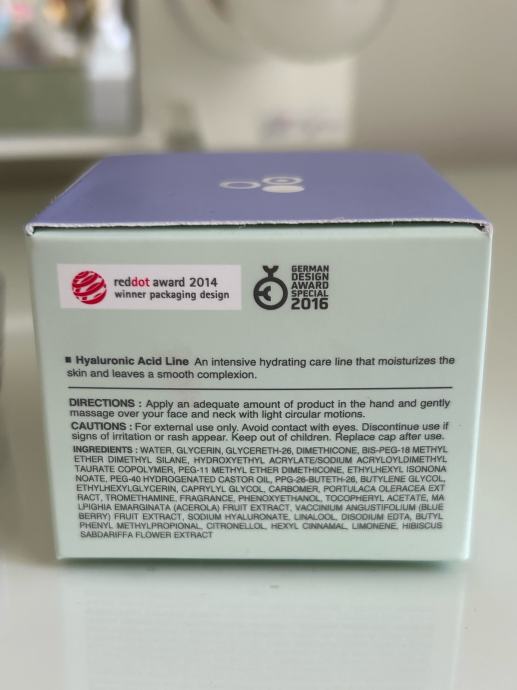 reddot award 2014
winner packaging design
GERMAN
DESIGN
AWARD
SPECIAL
2016
■ Hyaluronic Acid Line An intensive hydrating care line that moisturizes the
skin and leaves a smooth complexion.
DIRECTIONS : Apply an adequate amount of product in the hand and gently
massage over your face and neck with light circular motions.
CAUTIONS : For external use only. Avoid contact with eyes. Discontinue use if
signs of irritation or rash appear. Keep out of children. Replace cap after use.
INGREDIENTS : WATER, GLYCERIN, GLYCERETH-26, DIMETHICONE, BIS-PEG-18 METHYL
ETHER DIMETHYL SILANE, HYDROXYETHYL ACRYLATE/SODIUM ACRYLOYLDIMETHYL
TAURATE COPOLYMER, PEG-11 METHYL ETHER DIMETHICONE, ETHYLHEXYL ISONONA
NOATE, PEG-40 HYDROGENATED CASTOR OIL, PPG-26-BUTETH-26, BUTYLENE GLYCOL,
ETHYLHEXYLGLYCERIN, CAPRYLYL GLYCOL, CARBOMER, PORTULACA OLERACEA EXT
RACT, TROMETHAMINE, FRAGRANCE, PHENOXYETHANOL, TOCOPHERYL ACETATE, MA
LPIGHIA EMARGINATA (ACEROLA) FRUIT EXTRACT, VACCINIUM ANGUSTIFOLIUM (BLUE
BERRY) FRUIT EXTRACT, SODIUM HYALURONATE, LINALOOL, DISODIUM EDTA, BUTYL
PHENYL METHYLPROPIONAL, CITRONELLOL, HEXYL CINNAMAL, LIMONENE, HIBISCUS
SABDARIFFA FLOWER EXTRACT